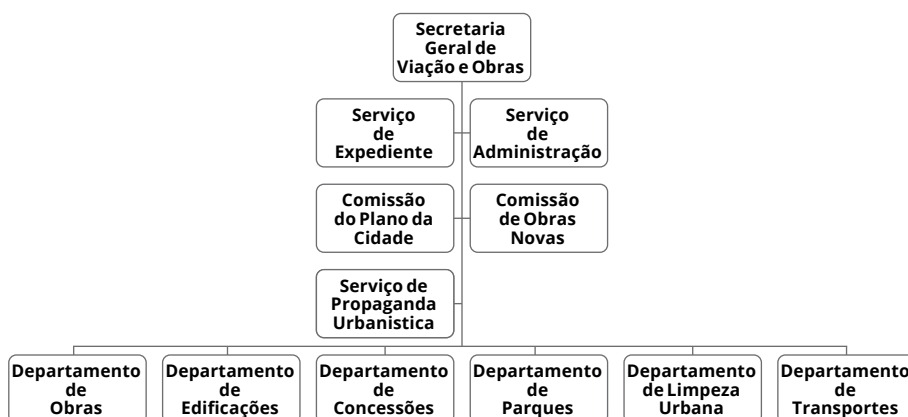 Secretaria
Geral de
Viação e Obras
Serviço
de
Expediente
Serviço
de
Administração
Comissão
do Plano da
Cidade
Comissão
de Obras
Novas
Serviço de
Propaganda
Urbanistica
Departamento
de
Obras
Departamento
de
Edificações
Departamento
de
Concessões
Departamento
de
Parques
Departamento
de Limpeza
Urbana
Departamento
de
Transportes